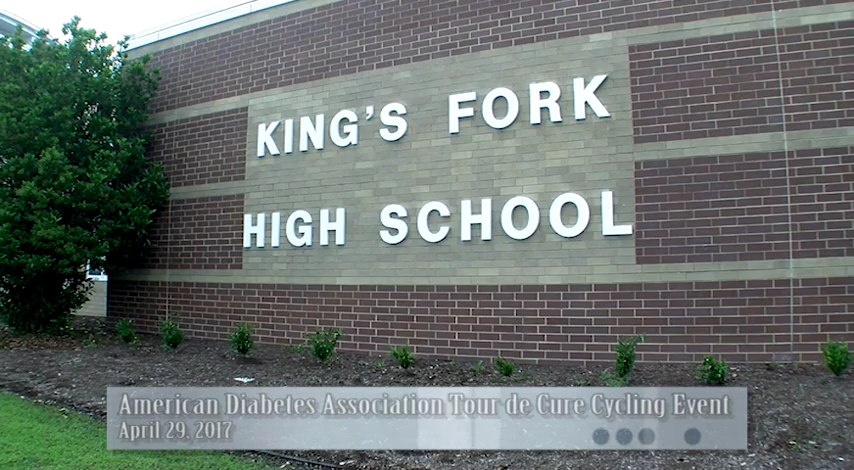 KING'S FORK
HIGH SCHOOL
American Diabetes Association Tour de Cure Cycling Event
April 29, 2017